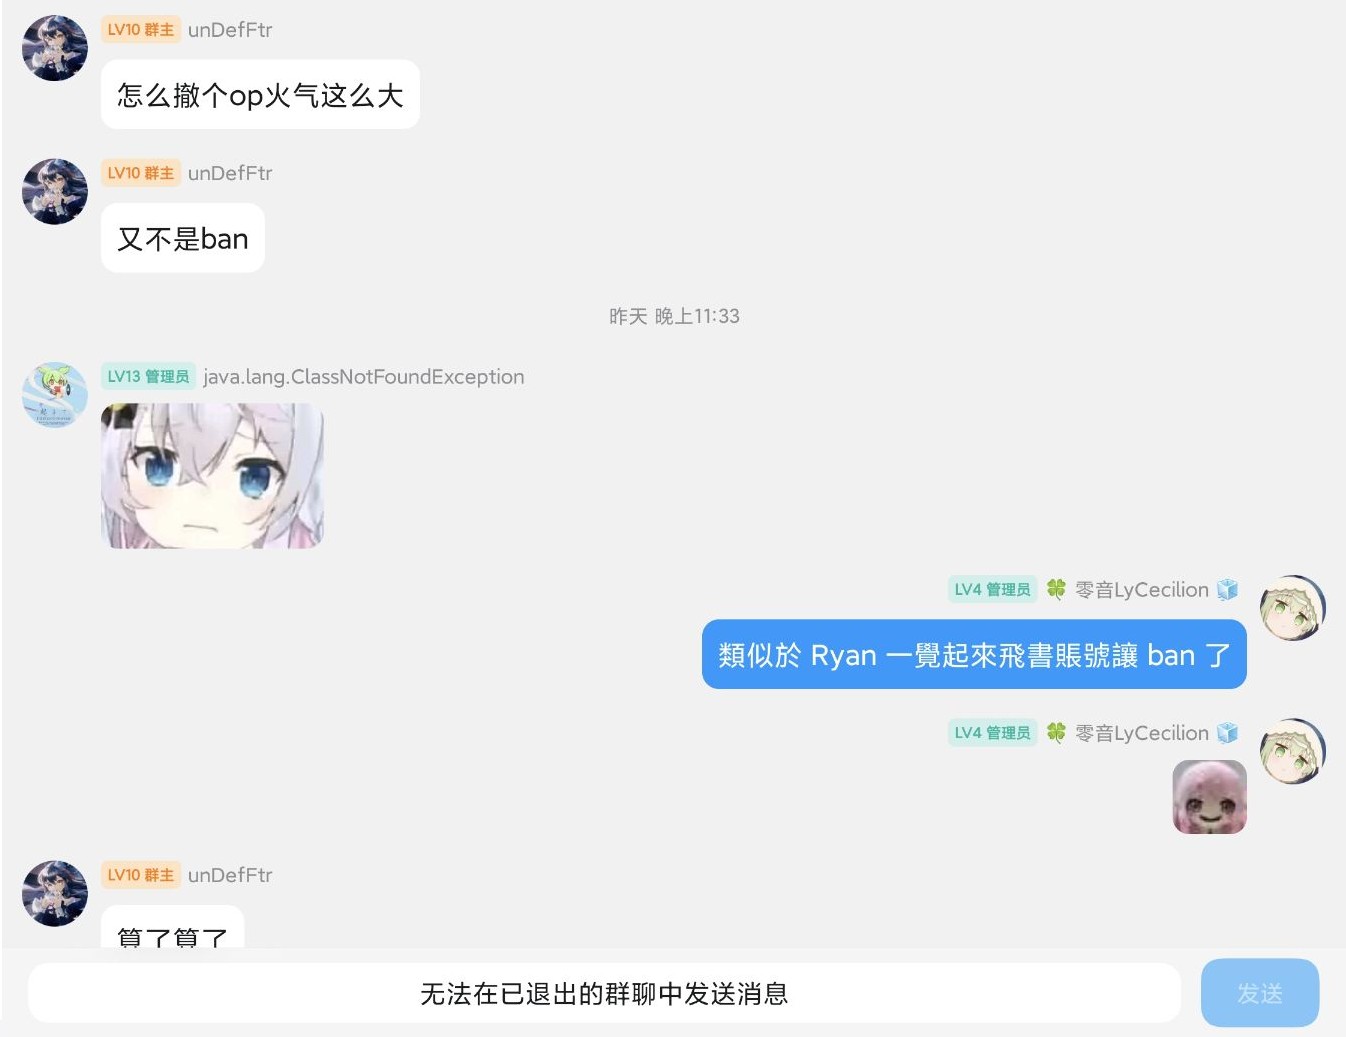 LV10 群主 unDefFtr
怎么撤个op火气这么大
LV10 群主 unDefFtr
又不是ban
昨天 晚上11:33
LV13 管理员 java.lang.ClassNotFoundException
LV4 管理员 🍀 零音LyCecilion 🧊
類似於 Ryan 一覺起來飛書賬號讓 ban 了
LV4 管理员 🍀 零音LyCecilion 🧊
LV10 群主 unDefFtr
算了算了
无法在已退出的群聊中发送消息
发送